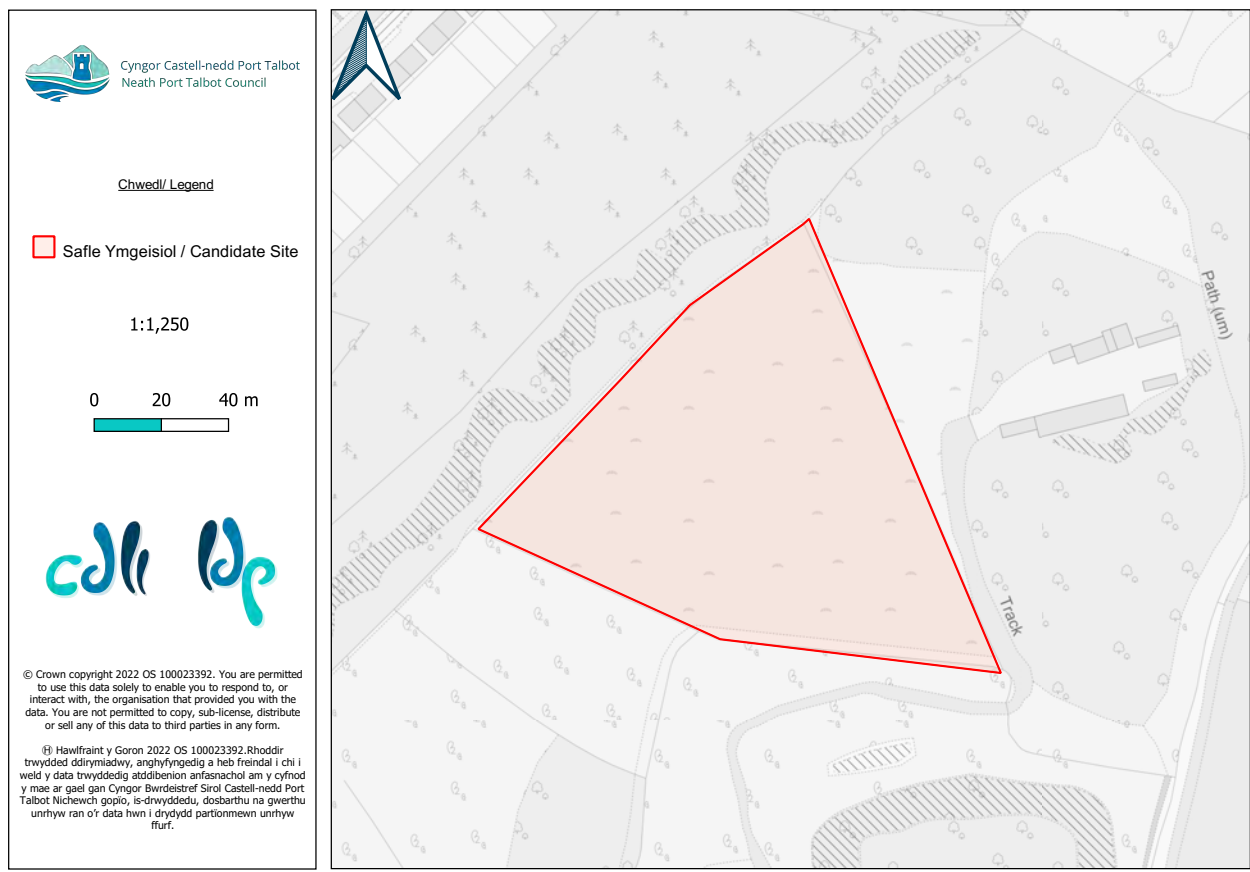 Cyngor Castell-nedd Port Talbot
Neath Port Talbot Council
Chwedl/ Legend
Safle Ymgeisiol / Candidate Site
1:1,250
0 20 40 m
cdll ldp
© Crown copyright 2022 OS 100023392. You are permitted
to use this data solely to enable you to respond to, or
interact with, the organisation that provided you with the
data. You are not permitted to copy, sub-license, distribute
or sell any of this data to third parties in any form.
Ⓗ Hawlfraint y Goron 2022 OS 100023392.Rhoddir
trwydded ddirymiadwy, anghyfyngedig a heb freindal i chi i
weld y data trwyddedig atddibenion anfasnachol am y cyfnod
y mae ar gael gan Cyngor Bwrdeistref Sirol Castell-nedd Port
Talbot Nichewch gopïo, is-drwyddedu, dosbarthu na gwerthu
unrhyw ran o'r data hwn i drydydd partïonmewn unrhyw
ffurf.
Path (um)
Track